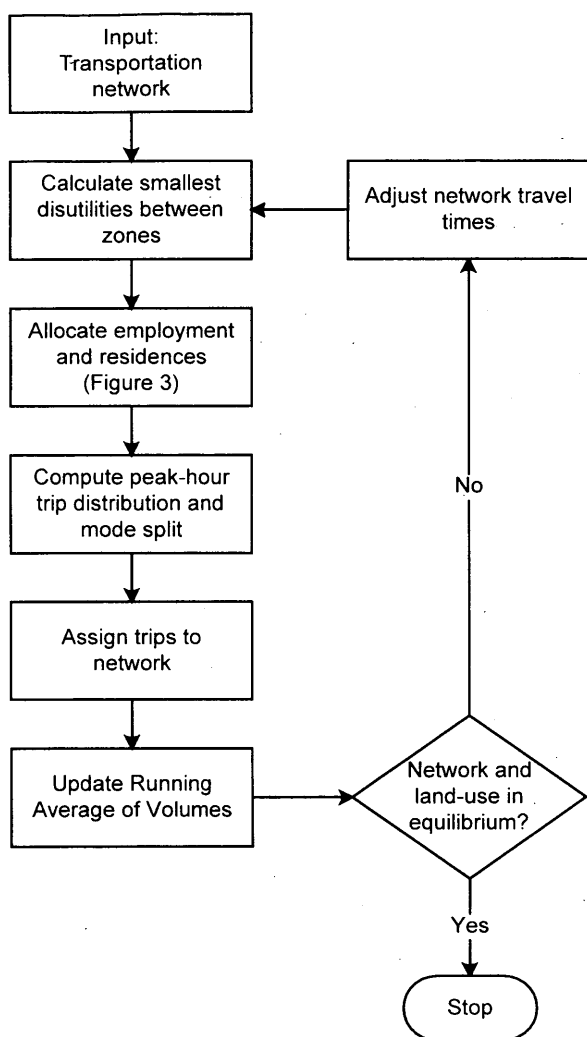 Input:
Transportation
network
Calculate smallest
disutilities between
zones
Adjust network travel
times
Allocate employment
and residences
(Figure 3)
Compute peak-hour
trip distribution and
mode split
No
Assign trips to
network
Update Running
Average of Volumes
Network and
land-use in
equilibrium?
Yes
Stop